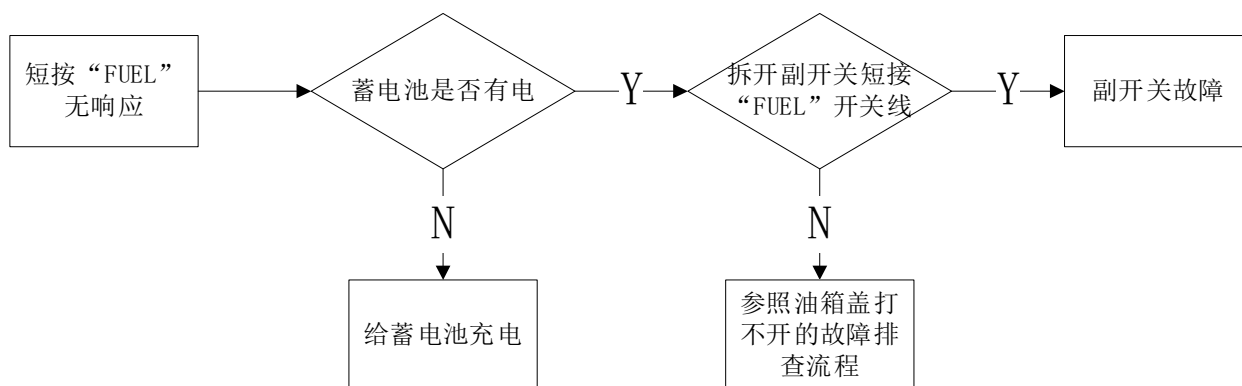 短按“FUEL”
无响应
蓄电池是否有电
Y
拆开副开关短接
“FUEL”开关线
Y
副开关故障
N
N
给蓄电池充电
参照油箱盖打
不开的故障排
查流程